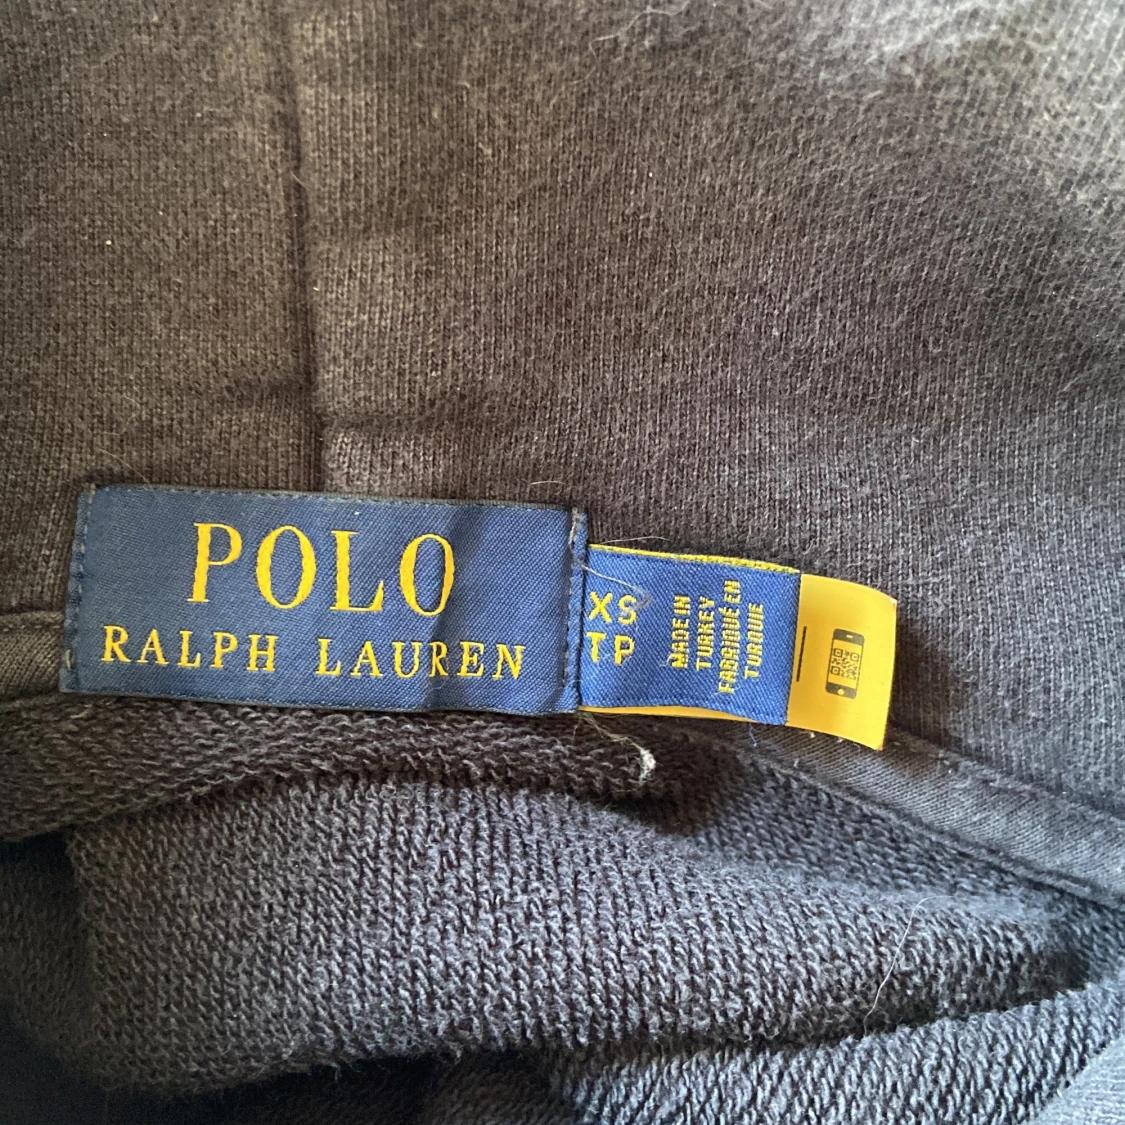 POLO
RALPH LAUREN
XS
TP
MADE IN
TURKEY
FABRIQUÉ EN
TURQUIE